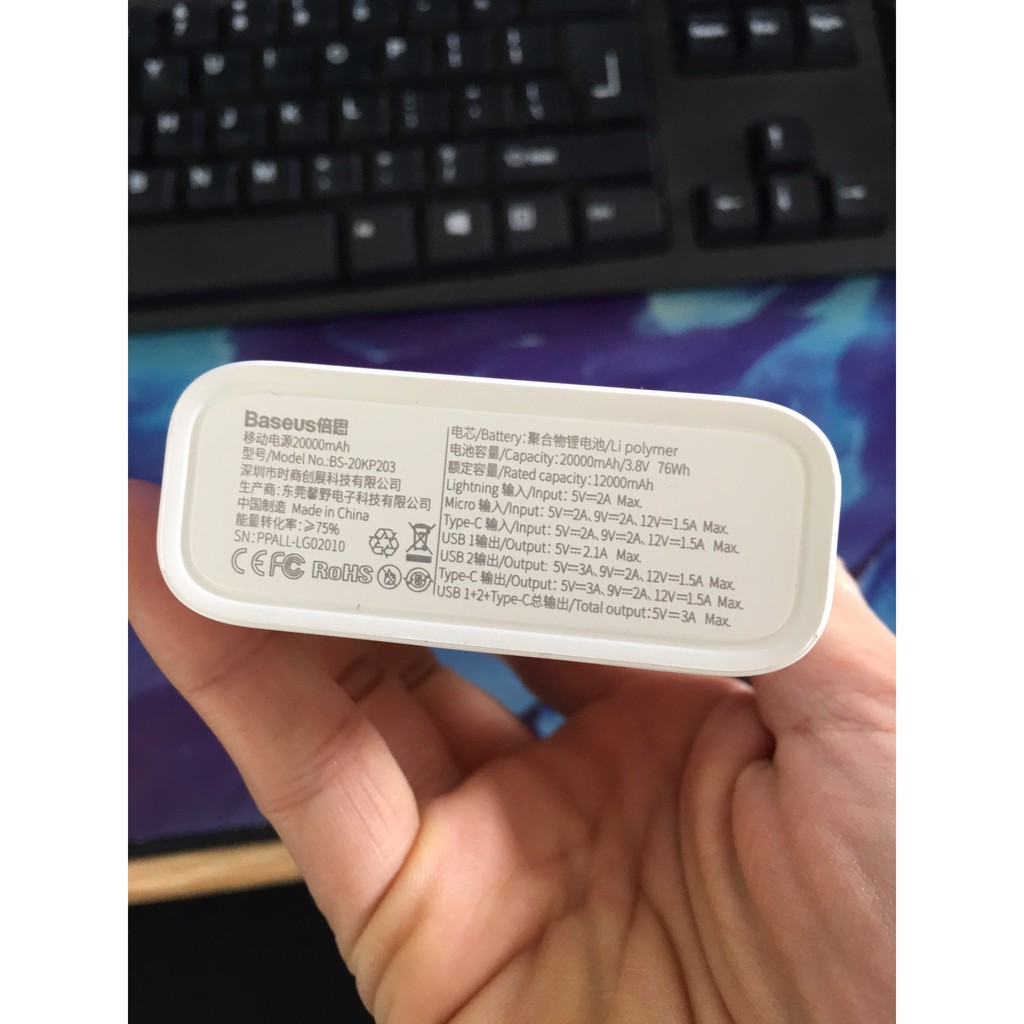 Baseus倍思
移动电源20000mAh
型号/Model No.:BS-20KP203
深圳市时商创展科技有限公司
生产商:东莞馨野电子科技有限公司
中国制造 Made in China
能量转化率:≥75%
SN:PPALL-LG02010
CE FC RoHS
电芯/Battery:聚合物锂电池/Li polymer
电池容量/Capacity:20000mAh/3.8V 76Wh
额定容量/Rated capacity:12000mAh
Lightning 输入/Input: 5V⎓2A Max.
Micro 输入/Input: 5V⎓2A、9V⎓2A、12V⎓1.5A Max.
Type-C 输入/Input: 5V⎓2A、9V⎓2A、12V⎓1.5A Max.
USB 1输出/Output: 5V⎓2.1A Max.
USB 2输出/Output: 5V⎓3A、9V⎓2A、12V⎓1.5A Max.
Type-C 输出/Output: 5V⎓3A、9V⎓2A、12V⎓1.5A Max.
USB 1+2+Type-C总输出/Total output:5V⎓3A Max.